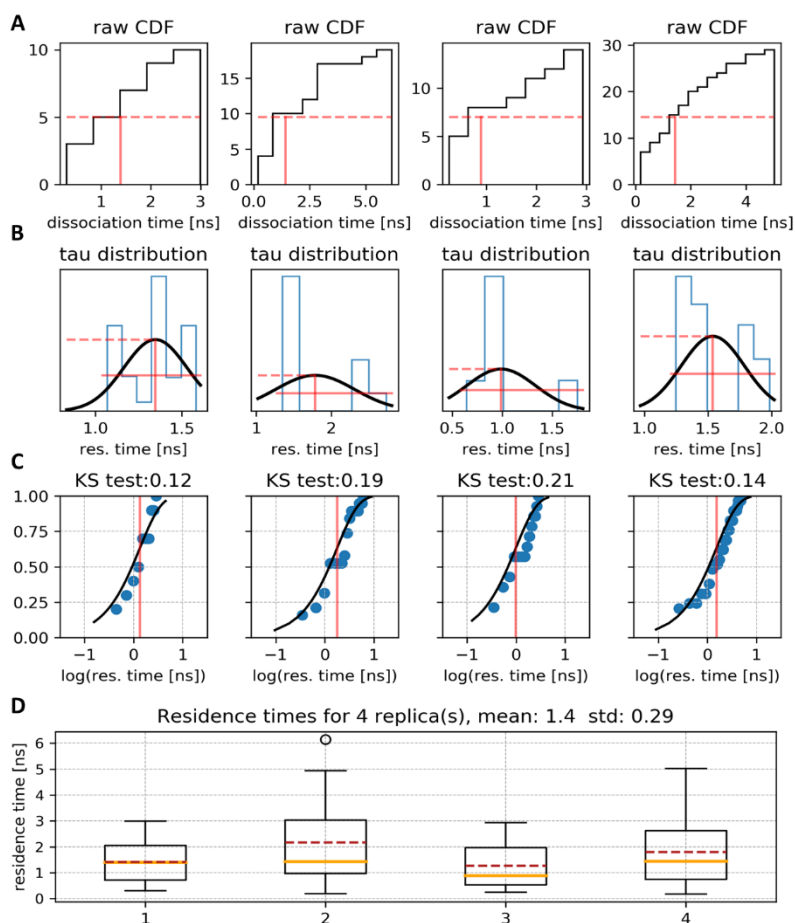 A
raw CDF raw CDF raw CDF raw CDF
10 5 0
15 10 5 0
10 5 0
30 20 10 0
1 2 3 0.0 2.5 5.0 1 2 3 0 2 4
dissociation time [ns] dissociation time [ns] dissociation time [ns] dissociation time [ns]
B
tau distribution tau distribution tau distribution tau distribution
1.0 1.5 1 2 0.5 1.0 1.5 1.0 1.5 2.0
res. time [ns] res. time [ns] res. time [ns] res. time [ns]
C
KS test:0.12 KS test:0.19 KS test:0.21 KS test:0.14
1.00
0.75
0.50
0.25
0.00
−1 0 1 −1 0 1 −1 0 1 −1 0 1
log(res. time [ns]) log(res. time [ns]) log(res. time [ns]) log(res. time [ns])
D
Residence times for 4 replica(s), mean: 1.4 std: 0.29
residence time [ns]
6
5
4
3
2
1
0
1 2 3 4